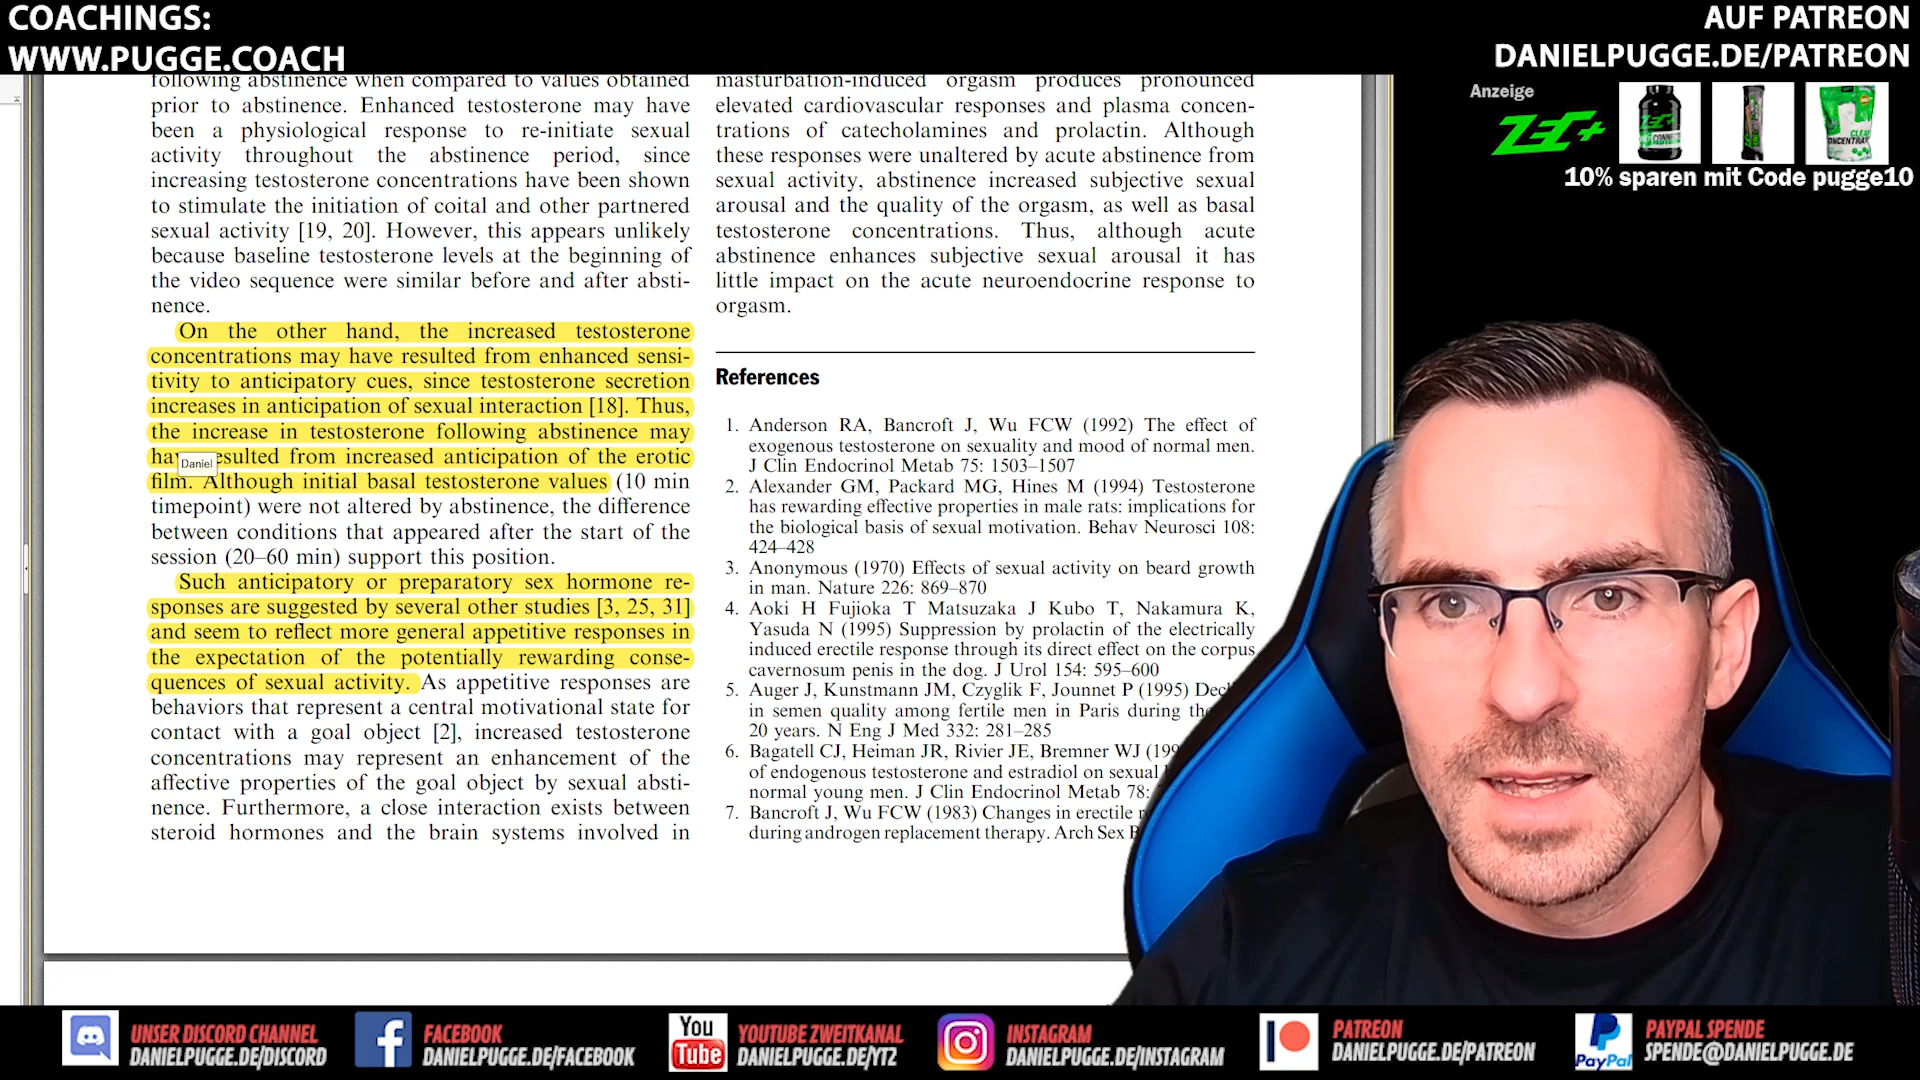 COACHINGS:
WWW.PUGGE.COACH
AUF PATREON
DANIELPUGGE.DE/PATREON
Anzeige
ZEC+
10% sparen mit Code pugge10
following abstinence when compared to values obtained
prior to abstinence. Enhanced testosterone may have
been a physiological response to re-initiate sexual
activity throughout the abstinence period, since
increasing testosterone concentrations have been shown
to stimulate the initiation of coital and other partnered
sexual activity [19, 20]. However, this appears unlikely
because baseline testosterone levels at the beginning of
the video sequence were similar before and after absti-
nence.
On the other hand, the increased testosterone
concentrations may have resulted from enhanced sensi-
tivity to anticipatory cues, since testosterone secretion
increases in anticipation of sexual interaction [18]. Thus,
the increase in testosterone following abstinence may
resulted from increased anticipation of the erotic
Daniel
film. Although initial basal testosterone values (10 min
timepoint) were not altered by abstinence, the difference
between conditions that appeared after the start of the
session (20–60 min) support this position.
Such anticipatory or preparatory sex hormone re-
sponses are suggested by several other studies [3, 25, 31]
and seem to reflect more general appetitive responses in
the expectation of the potentially rewarding conse-
quences of sexual activity. As appetitive responses are
behaviors that represent a central motivational state for
contact with a goal object [2], increased testosterone
concentrations may represent an enhancement of the
affective properties of the goal object by sexual absti-
nence. Furthermore, a close interaction exists between
steroid hormones and the brain systems involved in
masturbation-induced orgasm produces pronounced
elevated cardiovascular responses and plasma concen-
trations of catecholamines and prolactin. Although
these responses were unaltered by acute abstinence from
sexual activity, abstinence increased subjective sexual
arousal and the quality of the orgasm, as well as basal
testosterone concentrations. Thus, although acute
abstinence enhances subjective sexual arousal it has
little impact on the acute neuroendocrine response to
orgasm.
References
1. Anderson RA, Bancroft J, Wu FCW (1992) The effect of
exogenous testosterone on sexuality and mood of normal men.
J Clin Endocrinol Metab 75: 1503–1507
2. Alexander GM, Packard MG, Hines M (1994) Testosterone
has rewarding effective properties in male rats: implications for
the biological basis of sexual motivation. Behav Neurosci 108:
424–428
3. Anonymous (1970) Effects of sexual activity on beard growth
in man. Nature 226: 869–870
4. Aoki H Fujioka T Matsuzaka J Kubo T, Nakamura K,
Yasuda N (1995) Suppression by prolactin of the electrically
induced erectile response through its direct effect on the corpus
cavernosum penis in the dog. J Urol 154: 595–600
5. Auger J, Kunstmann JM, Czyglik F, Jounnet P (1995)
in semen quality among fertile men in Paris during
20 years. N Eng J Med 332: 281–285
6. Bagatell CJ, Heiman JR, Rivier JE, Bremner WJ
of endogenous testosterone and estradiol on sexual
normal young men. J Clin Endocrinol Metab 78:
7. Bancroft J, Wu FCW (1983) Changes in erectile
during androgen replacement therapy. Arch Sex
UNSER DISCORD CHANNEL
DANIELPUGGE.DE/DISCORD
FACEBOOK
DANIELPUGGE.DE/FACEBOOK
You
Tube
YOUTUBE ZWEITKANAL
DANIELPUGGE.DE/YT2
INSTAGRAM
DANIELPUGGE.DE/INSTAGRAM
PATREON
DANIELPUGGE.DE/PATREON
PayPal
PAYPAL SPENDE
SPENDE@DANIELPUGGE.DE